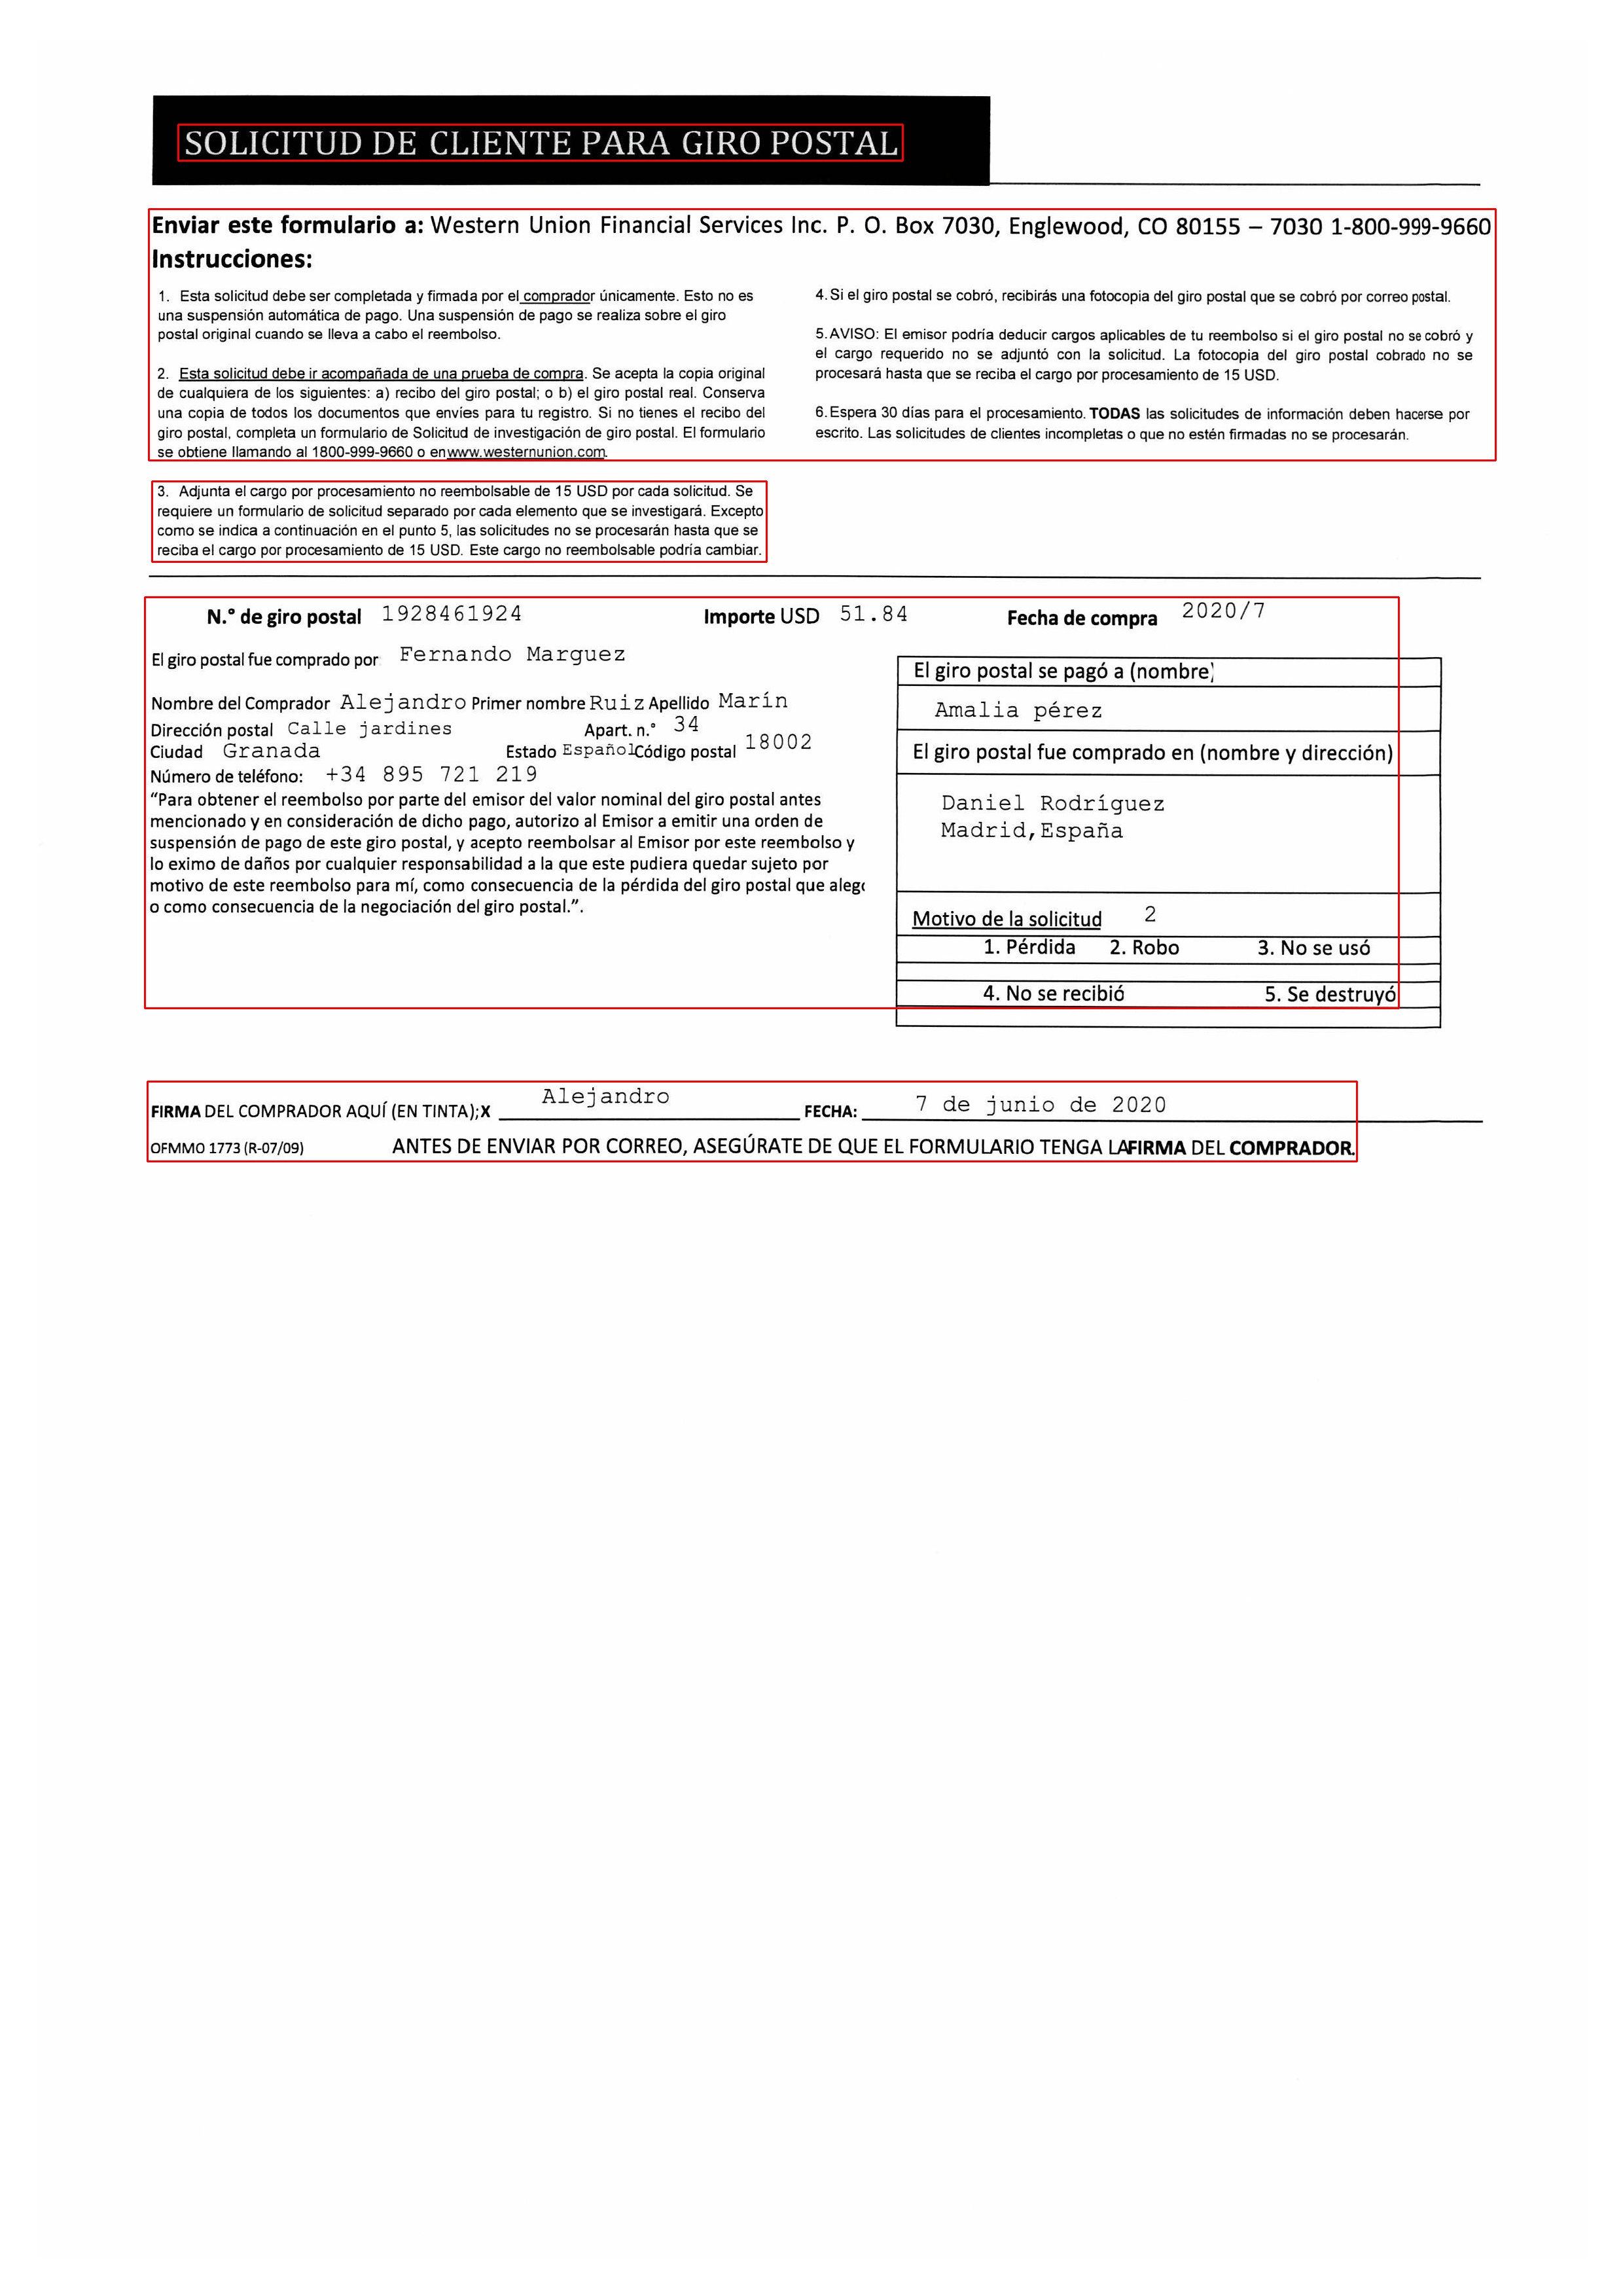 SOLICITUD DE CLIENTE PARA GIRO POSTAL
Enviar este formulario a: Western Union Financial Services Inc. P. O. Box 7030, Englewood, CO 80155 – 7030 1-800-999-9660
Instrucciones:
1. Esta solicitud debe ser completada y firmada por el comprador únicamente. Esto no es
una suspensión automática de pago. Una suspensión de pago se realiza sobre el giro
postal original cuando se lleva a cabo el reembolso.
2. Esta solicitud debe ir acompañada de una prueba de compra. Se acepta la copia original
de cualquiera de los siguientes: a) recibo del giro postal; o b) el giro postal real. Conserva
una copia de todos los documentos que envíes para tu registro. Si no tienes el recibo del
giro postal, completa un formulario de Solicitud de investigación de giro postal. El formulario
se obtiene llamando al 1800-999-9660 o en www.westernunion.com.
3. Adjunta el cargo por procesamiento no reembolsable de 15 USD por cada solicitud. Se
requiere un formulario de solicitud separado por cada elemento que se investigará. Excepto
como se indica a continuación en el punto 5, las solicitudes no se procesarán hasta que se
reciba el cargo por procesamiento de 15 USD. Este cargo no reembolsable podría cambiar.
4. Si el giro postal se cobró, recibirás una fotocopia del giro postal que se cobró por correo postal.
5. AVISO: El emisor podría deducir cargos aplicables de tu reembolso si el giro postal no se cobró y
el cargo requerido no se adjuntó con la solicitud. La fotocopia del giro postal cobrado no se
procesará hasta que se reciba el cargo por procesamiento de 15 USD.
6. Espera 30 días para el procesamiento. TODAS las solicitudes de información deben hacerse por
escrito. Las solicitudes de clientes incompletas o que no estén firmadas no se procesarán.
N.° de giro postal 1928461924 Importe USD 51.84 Fecha de compra 2020/7
El giro postal fue comprado por: Fernando Marguez
Nombre del Comprador Alejandro Primer nombre Ruiz Apellido Marín
Dirección postal Calle jardines Apart. n.° 34
Ciudad Granada Estado Español Código postal 18002
Número de teléfono: +34 895 721 219
“Para obtener el reembolso por parte del emisor del valor nominal del giro postal antes
mencionado y en consideración de dicho pago, autorizo al Emisor a emitir una orden de
suspensión de pago de este giro postal, y acepto reembolsar al Emisor por este reembolso y
lo eximo de daños por cualquier responsabilidad a la que este pudiera quedar sujeto por
motivo de este reembolso para mí, como consecuencia de la pérdida del giro postal que alego
o como consecuencia de la negociación del giro postal.”.
El giro postal se pagó a (nombre)
Amalia pérez
El giro postal fue comprado en (nombre y dirección)
Daniel Rodríguez
Madrid,España
Motivo de la solicitud 2
1. Pérdida 2. Robo 3. No se usó
4. No se recibió 5. Se destruyó
FIRMA DEL COMPRADOR AQUÍ (EN TINTA);X Alejandro FECHA: 7 de junio de 2020
OFMMO 1773 (R-07/09) ANTES DE ENVIAR POR CORREO, ASEGÚRATE DE QUE EL FORMULARIO TENGA LA FIRMA DEL COMPRADOR.